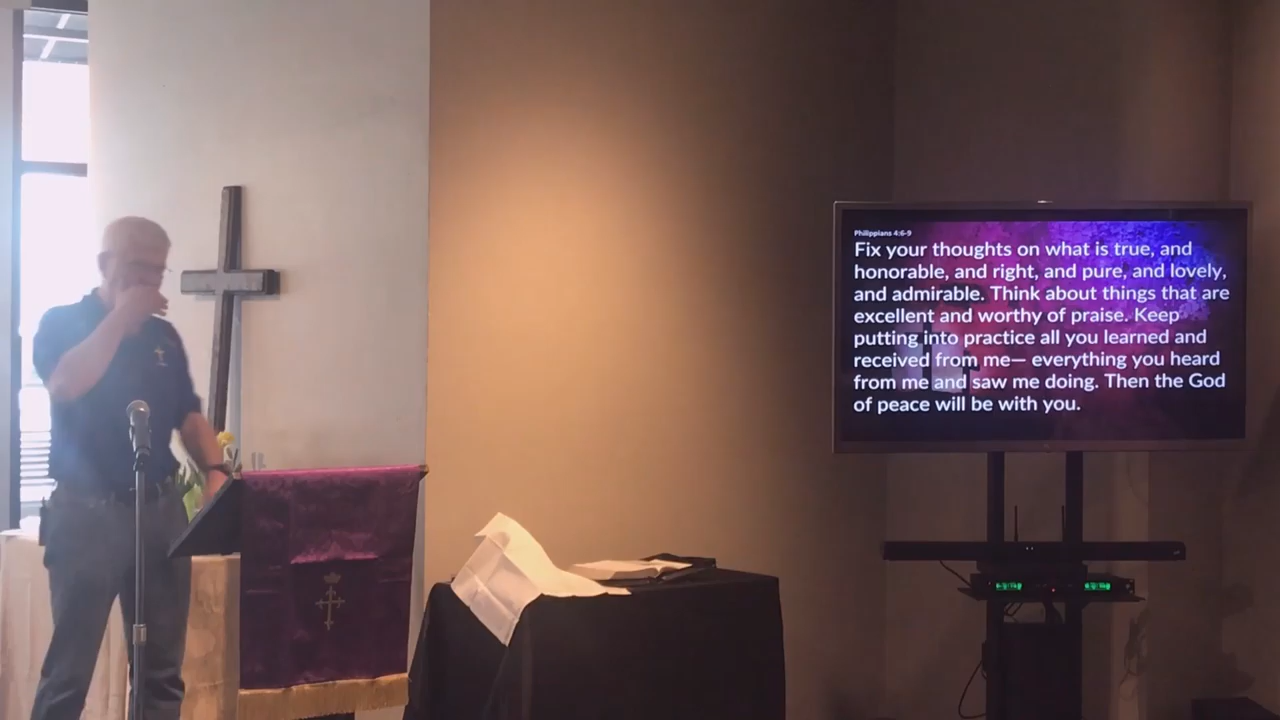 Philippians 4:6-9
Fix your thoughts on what is true, and
honorable, and right, and pure, and lovely,
and admirable. Think about things that are
excellent and worthy of praise. Keep
putting into practice all you learned and
received from me— everything you heard
from me and saw me doing. Then the God
of peace will be with you.